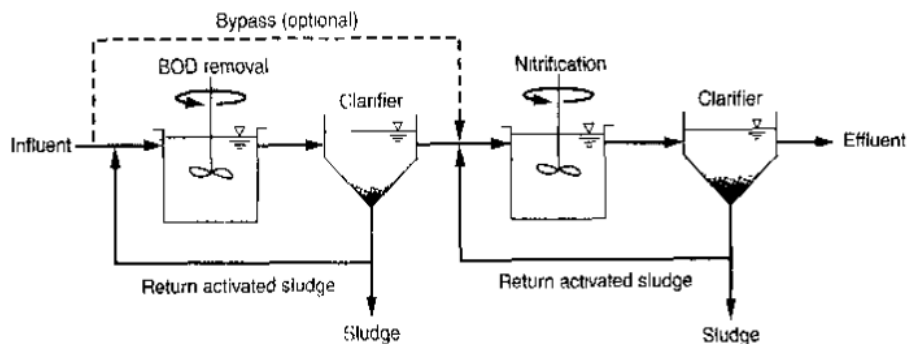 Bypass (optional)
BOD removal
Nitrification
Clarifier
Clarifier
Influent
Effluent
Return activated sludge
Return activated sludge
Sludge
Sludge